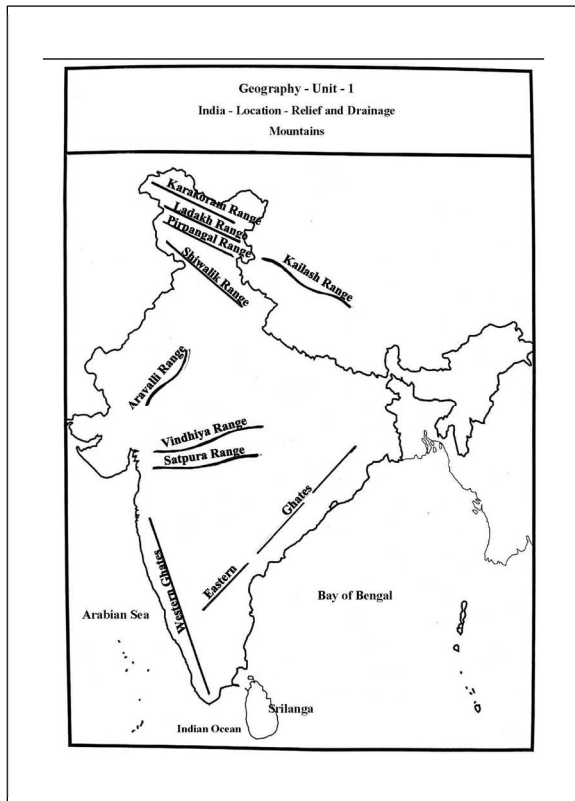 Geography - Unit - 1
India - Location - Relief and Drainage
Mountains
Karakoram Range
Ladakh Range
Pirpangal Range
Shiwalik Range
Kailash Range
Aravalli Range
Vindhiya Range
Satpura Range
Ghates
Eastern
Western Ghates
Arabian Sea
Bay of Bengal
Srilanga
Indian Ocean